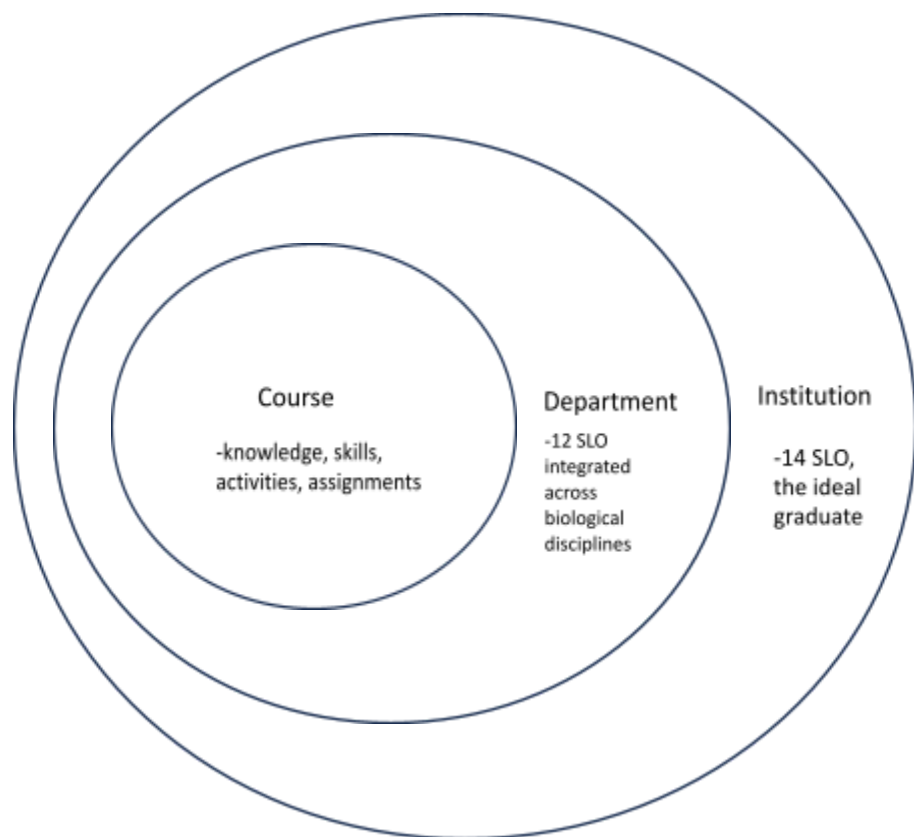 Course
-knowledge, skills,
activities, assignments
Department
-12 SLO
integrated
across
biological
disciplines
Institution
-14 SLO,
the ideal
graduate